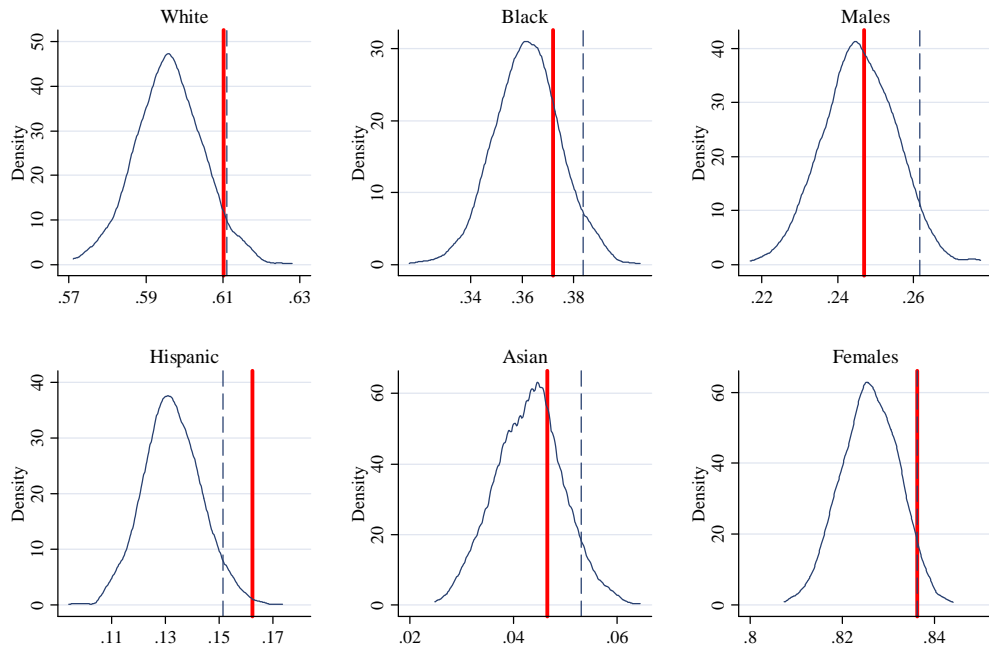 White
Density
0 10 20 30 40 50
.57 .59 .61 .63
Black
Density
0 10 20 30
.34 .36 .38
Males
Density
0 10 20 30 40
.22 .24 .26
Hispanic
Density
0 10 20 30 40
.11 .13 .15 .17
Asian
Density
0 20 40 60
.02 .04 .06
Females
Density
0 20 40 60
.8 .82 .84